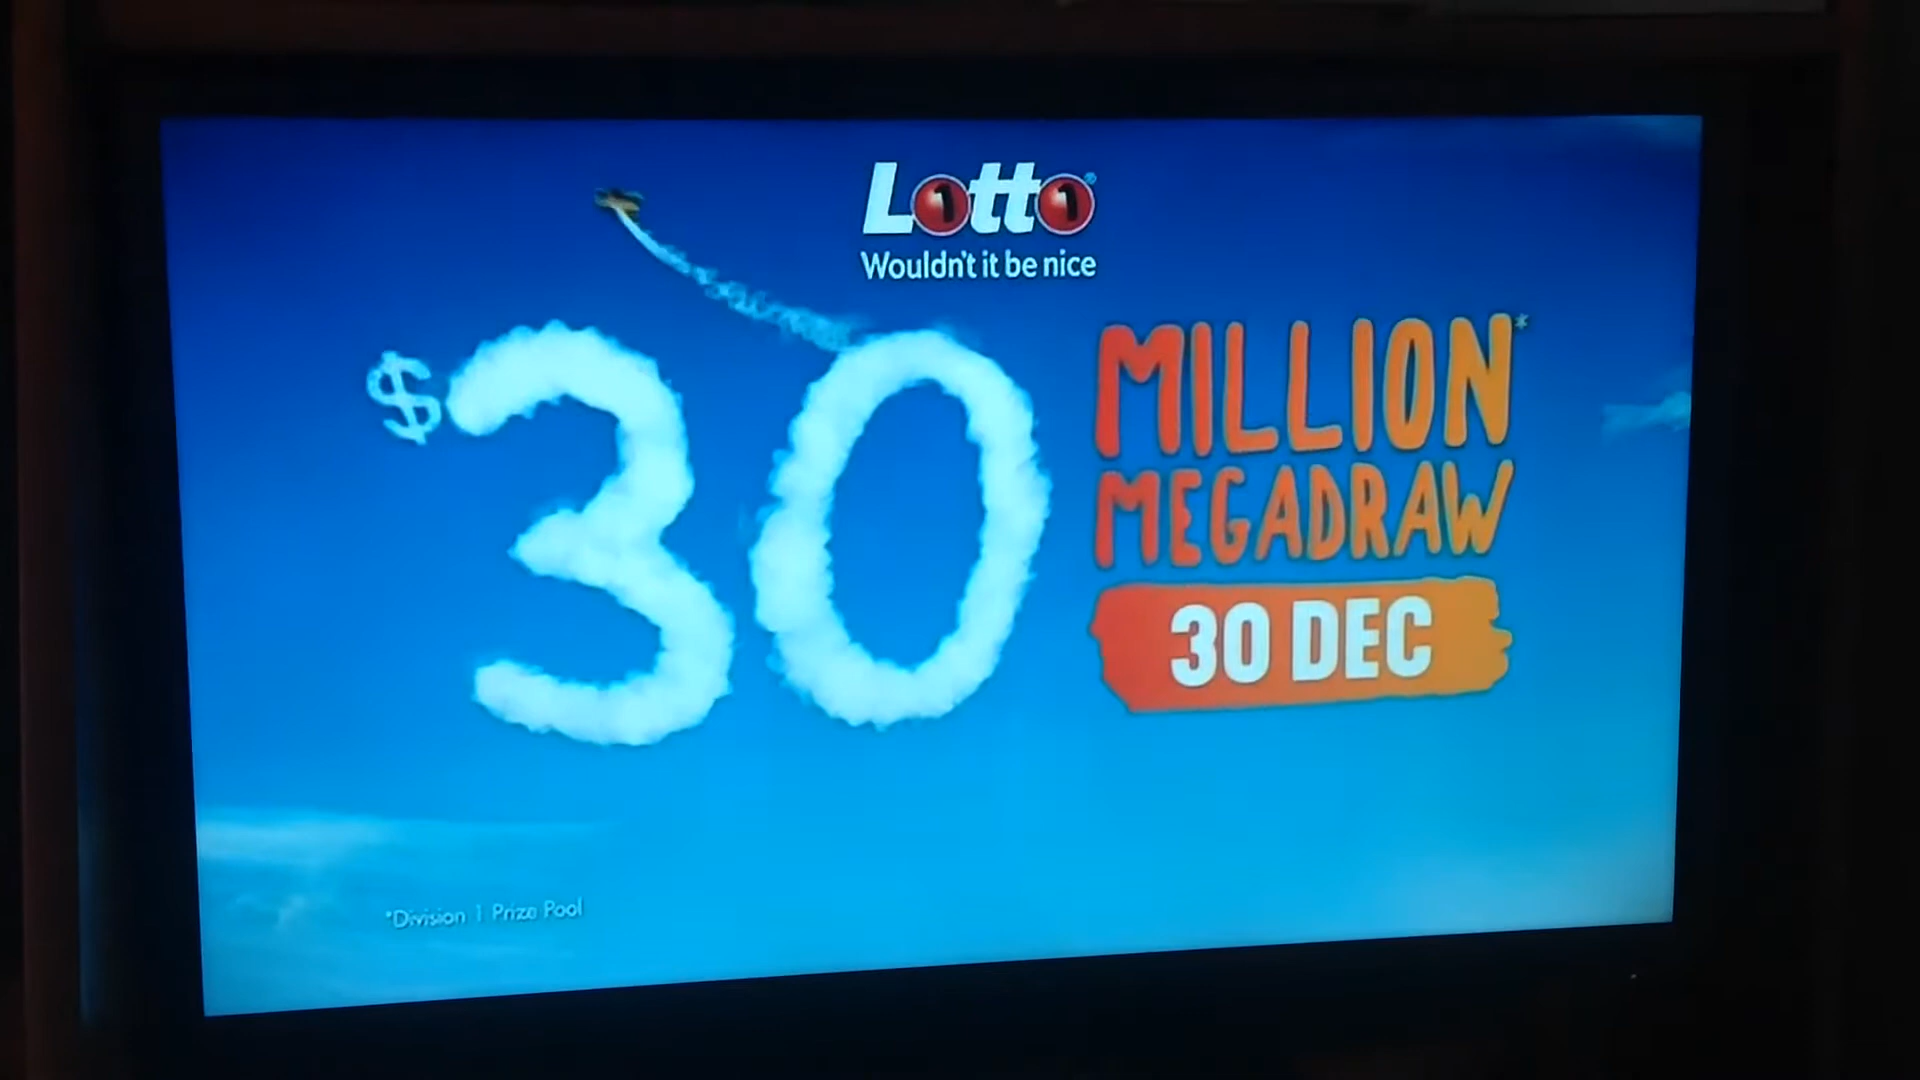 Lotto®
Wouldn't it be nice
$30 MILLION*
MEGADRAW
30 DEC
*Division 1 Prize Pool